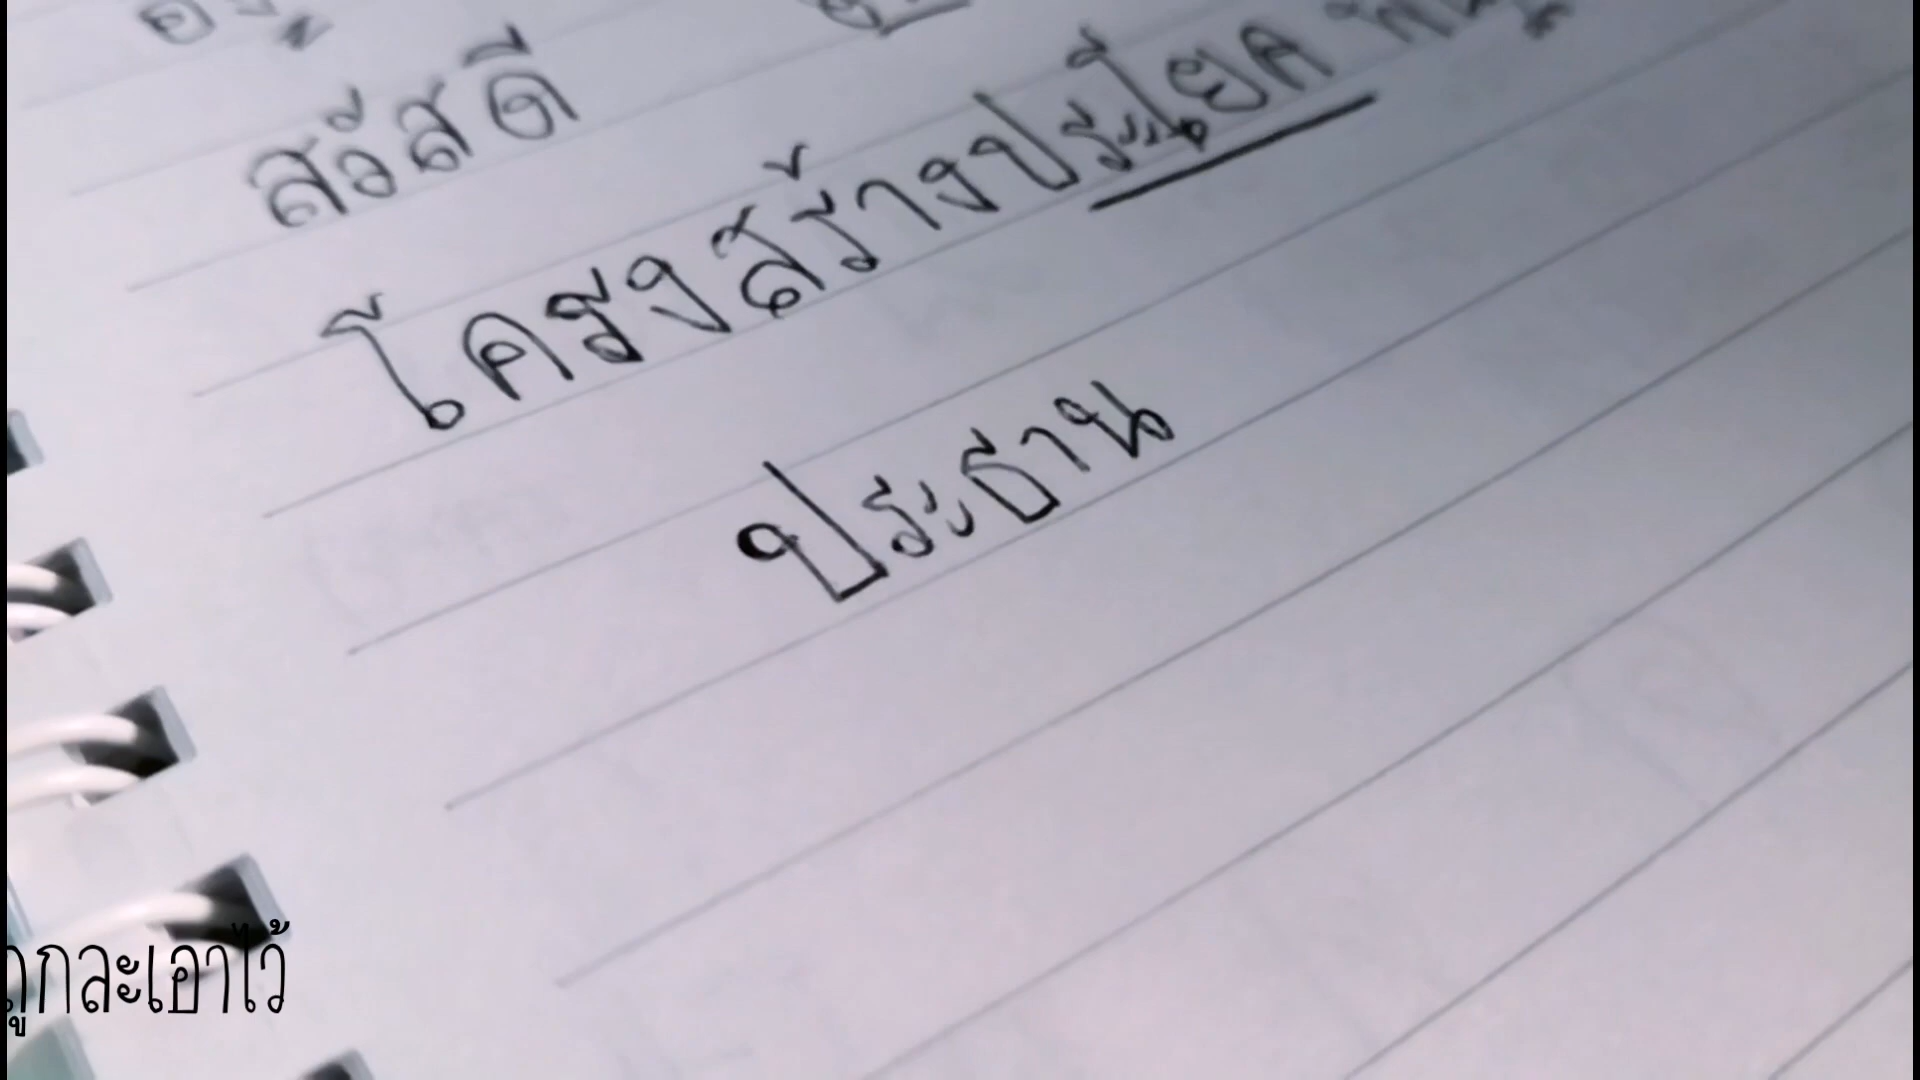 สวัสดี
โครงสร้างประโยค
ประธาน
ถูกละเอาไว้